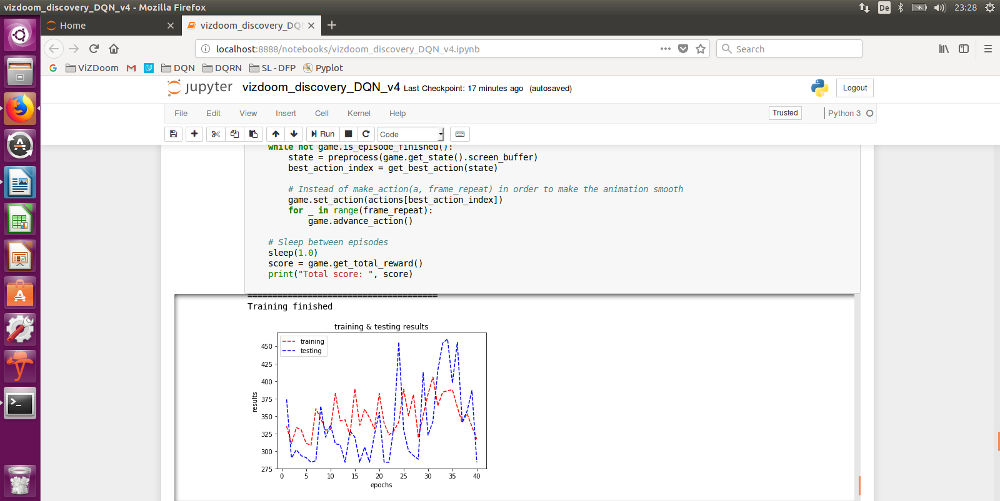 vizdoom_discovery_DQN_v4 - Mozilla Firefox
De
23:28
Home
vizdoom_discovery_DQ
localhost:8888/notebooks/vizdoom_discovery_DQN_v4.ipynb
Search
ViZDoom
DQN
DQRN
SL - DFP
Pyplot
jupyter
vizdoom_discovery_DQN_v4 Last Checkpoint: 17 minutes ago (autosaved)
Logout
File Edit View Insert Cell Kernel Help
Trusted
Python 3
Run
Code
while not game.is_episode_finished():
state = preprocess(game.get_state().screen_buffer)
best_action_index = get_best_action(state)
# Instead of make_action(a, frame_repeat) in order to make the animation smooth
game.set_action(actions[best_action_index])
for _ in range(frame_repeat):
game.advance_action()
# Sleep between episodes
sleep(1.0)
score = game.get_total_reward()
print("Total score: ", score)
======================================
Training finished
training & testing results
training
testing
450
425
400
375
350
325
300
275
results
0 5 10 15 20 25 30 35 40
epochs